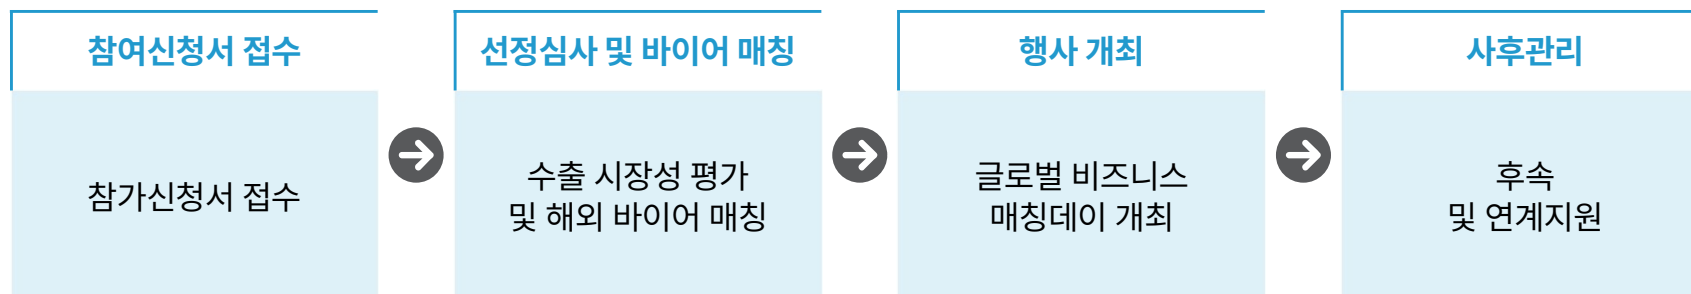 참여신청서 접수
참가신청서 접수
선정심사 및 바이어 매칭
수출 시장성 평가
및 해외 바이어 매칭
행사 개최
글로벌 비즈니스
매칭데이 개최
사후관리
후속
및 연계지원